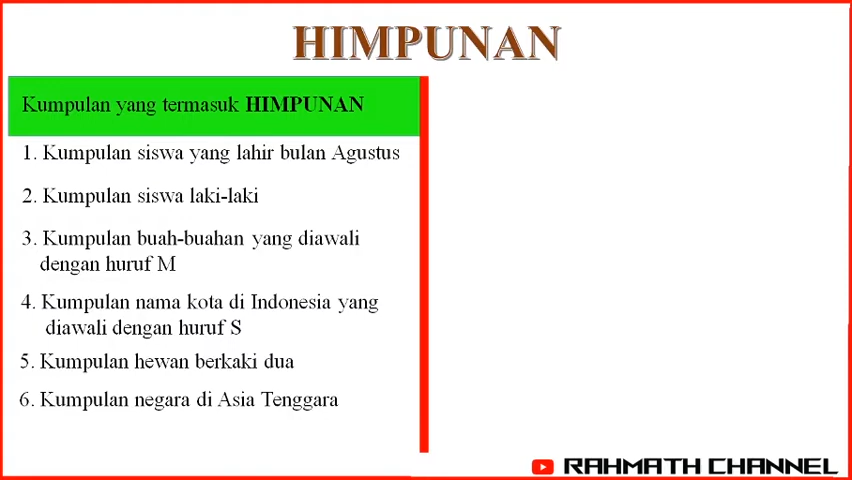 HIMPUNAN
Kumpulan yang termasuk HIMPUNAN
1. Kumpulan siswa yang lahir bulan Agustus
2. Kumpulan siswa laki-laki
3. Kumpulan buah-buahan yang diawali
dengan huruf M
4. Kumpulan nama kota di Indonesia yang
diawali dengan huruf S
5. Kumpulan hewan berkaki dua
6. Kumpulan negara di Asia Tenggara
RAHMATH CHANNEL